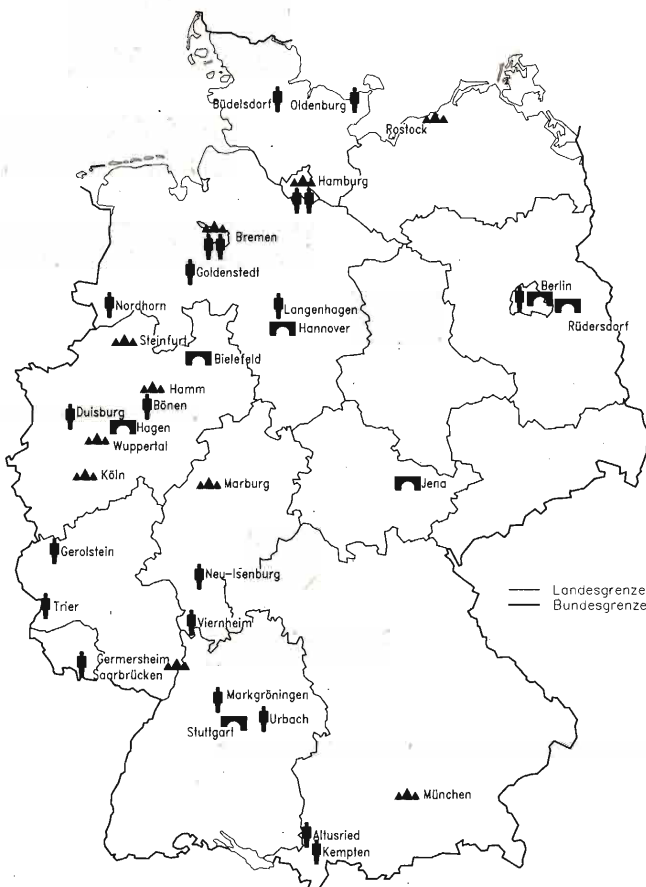 Büdelsdorf
Oldenburg
Rostock
Hamburg
Bremen
Goldenstedt
Nordhorn
Langenhagen
Hannover
Berlin
Rüdersdorf
Steinfurt
Bielefeld
Hamm
Bönen
Duisburg
Hagen
Wuppertal
Köln
Marburg
Jena
Gerolstein
Neu-Isenburg
Trier
Viernheim
Landesgrenze
Bundesgrenze
Germersheim
Saarbrücken
Markgröningen
Urbach
Stuttgart
München
Altusried
Kempten